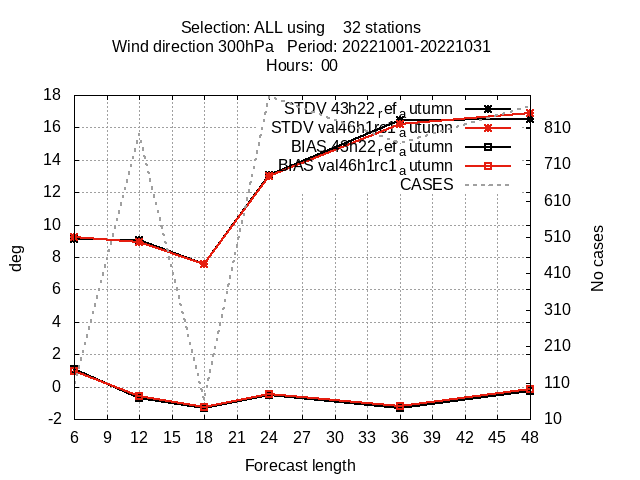 Selection: ALL using    32 stations
Wind direction 300hPa   Period: 20221001-20221031
Hours:  00
18
16
14
12
10
8
6
4
2
0
-2
deg
STDV 43h22ref_autumn
STDV val46h1rc1_autumn
BIAS 43h22ref_autumn
BIAS val46h1rc1_autumn
CASES
810
710
610
510
410
310
210
110
10
No cases
6 9 12 15 18 21 24 27 30 33 36 39 42 45 48
Forecast length